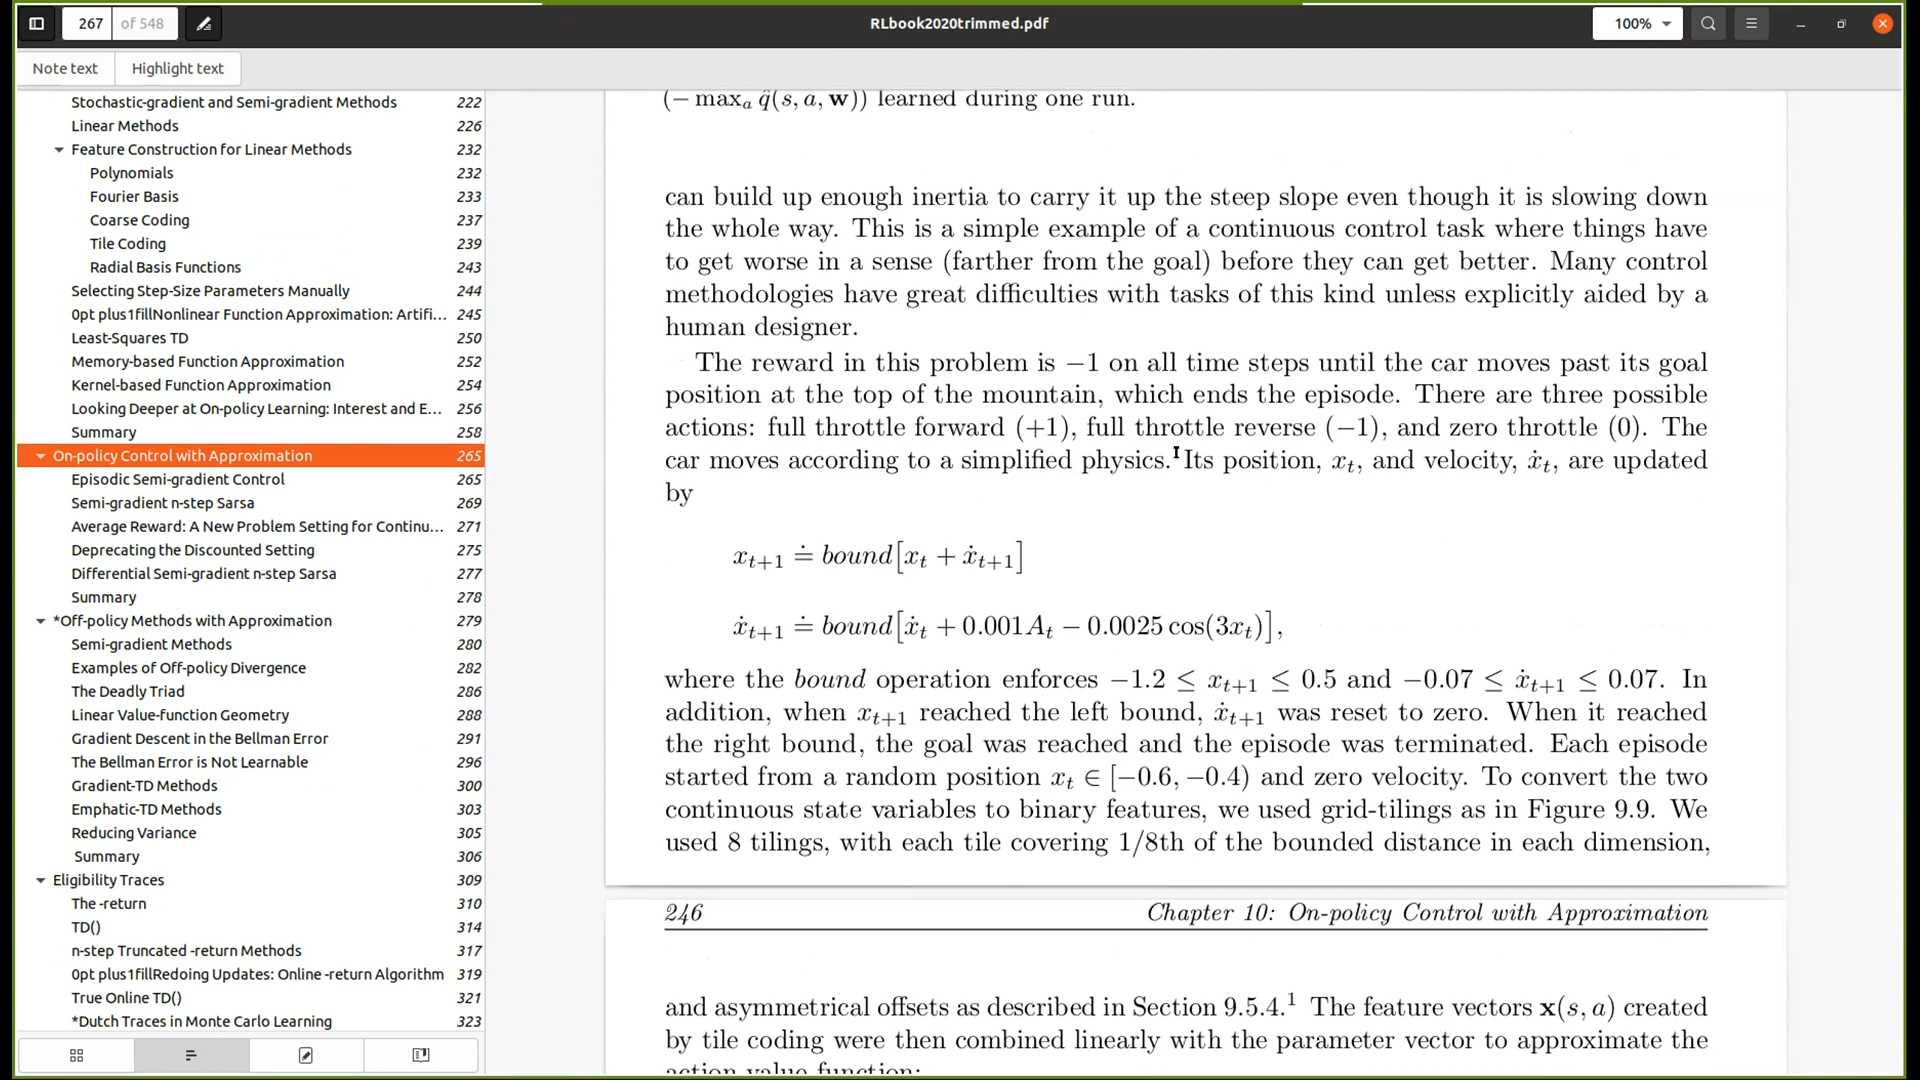 267 of 548
RLbook2020trimmed.pdf
100%
Note text
Highlight text
Stochastic-gradient and Semi-gradient Methods 222
Linear Methods 226
Feature Construction for Linear Methods 232
Polynomials 232
Fourier Basis 233
Coarse Coding 237
Tile Coding 239
Radial Basis Functions 243
Selecting Step-Size Parameters Manually 244
0pt plus1fillNonlinear Function Approximation: Artifi... 245
Least-Squares TD 250
Memory-based Function Approximation 252
Kernel-based Function Approximation 254
Looking Deeper at On-policy Learning: Interest and E... 256
Summary 258
On-policy Control with Approximation 265
Episodic Semi-gradient Control 265
Semi-gradient n-step Sarsa 269
Average Reward: A New Problem Setting for Continu... 271
Deprecating the Discounted Setting 275
Differential Semi-gradient n-step Sarsa 277
Summary 278
*Off-policy Methods with Approximation 279
Semi-gradient Methods 280
Examples of Off-policy Divergence 282
The Deadly Triad 286
Linear Value-function Geometry 288
Gradient Descent in the Bellman Error 291
The Bellman Error is Not Learnable 296
Gradient-TD Methods 300
Emphatic-TD Methods 303
Reducing Variance 305
Summary 306
Eligibility Traces 309
The -return 310
TD() 314
n-step Truncated -return Methods 317
0pt plus1fillRedoing Updates: Online -return Algorithm 319
True Online TD() 321
*Dutch Traces in Monte Carlo Learning 323
(− maxₐ q̂(s, a, w)) learned during one run.
can build up enough inertia to carry it up the steep slope even though it is slowing down
the whole way. This is a simple example of a continuous control task where things have
to get worse in a sense (farther from the goal) before they can get better. Many control
methodologies have great difficulties with tasks of this kind unless explicitly aided by a
human designer.
The reward in this problem is −1 on all time steps until the car moves past its goal
position at the top of the mountain, which ends the episode. There are three possible
actions: full throttle forward (+1), full throttle reverse (−1), and zero throttle (0). The
car moves according to a simplified physics. Its position, xₜ, and velocity, ẋₜ, are updated
by
xₜ₊₁ ≐ bound[xₜ + ẋₜ₊₁]
ẋₜ₊₁ ≐ bound[ẋₜ + 0.001Aₜ − 0.0025 cos(3xₜ)],
where the bound operation enforces −1.2 ≤ xₜ₊₁ ≤ 0.5 and −0.07 ≤ ẋₜ₊₁ ≤ 0.07. In
addition, when xₜ₊₁ reached the left bound, ẋₜ₊₁ was reset to zero. When it reached
the right bound, the goal was reached and the episode was terminated. Each episode
started from a random position xₜ ∈ [−0.6, −0.4) and zero velocity. To convert the two
continuous state variables to binary features, we used grid-tilings as in Figure 9.9. We
used 8 tilings, with each tile covering 1/8th of the bounded distance in each dimension,
246 Chapter 10: On-policy Control with Approximation
and asymmetrical offsets as described in Section 9.5.4.¹ The feature vectors x(s, a) created
by tile coding were then combined linearly with the parameter vector to approximate the
action-value function: